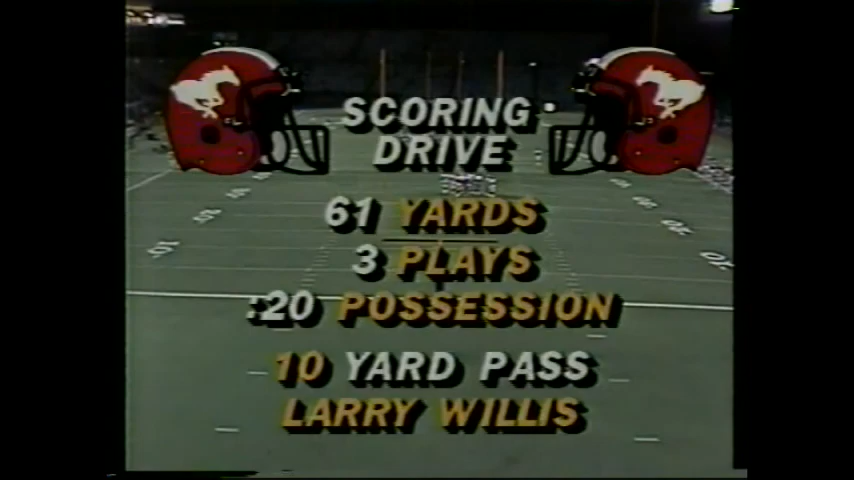 SCORING
DRIVE
61 YARDS
3 PLAYS
:20 POSSESSION
10 YARD PASS
LARRY WILLIS